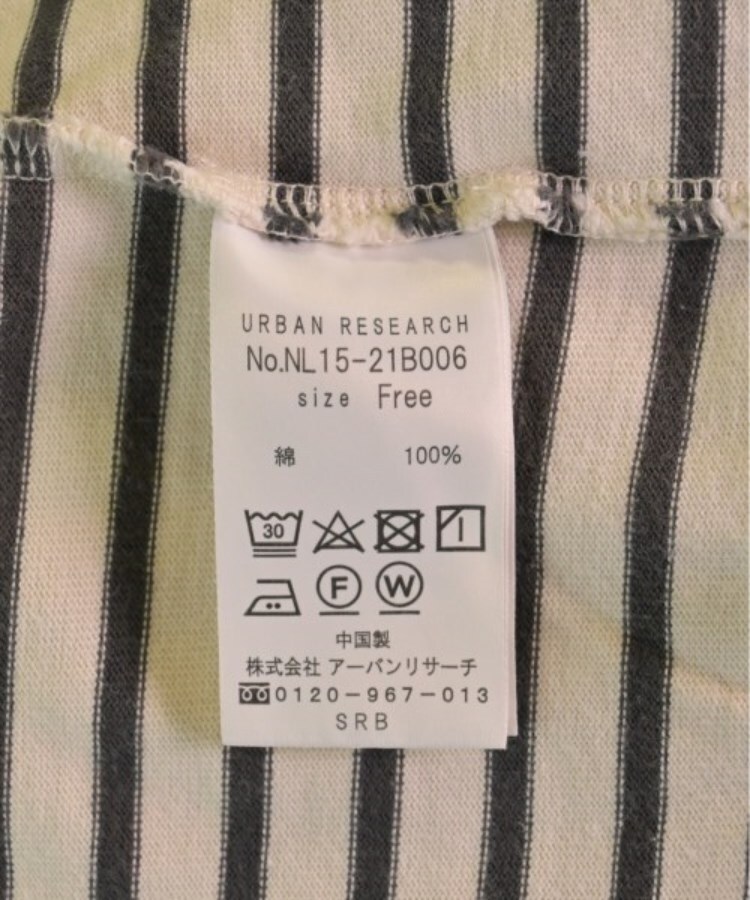 URBAN RESEARCH
No.NL15-21B006
size Free
綿 100%
30
F W
中国製
株式会社 アーバンリサーチ
0120-967-013
SRB